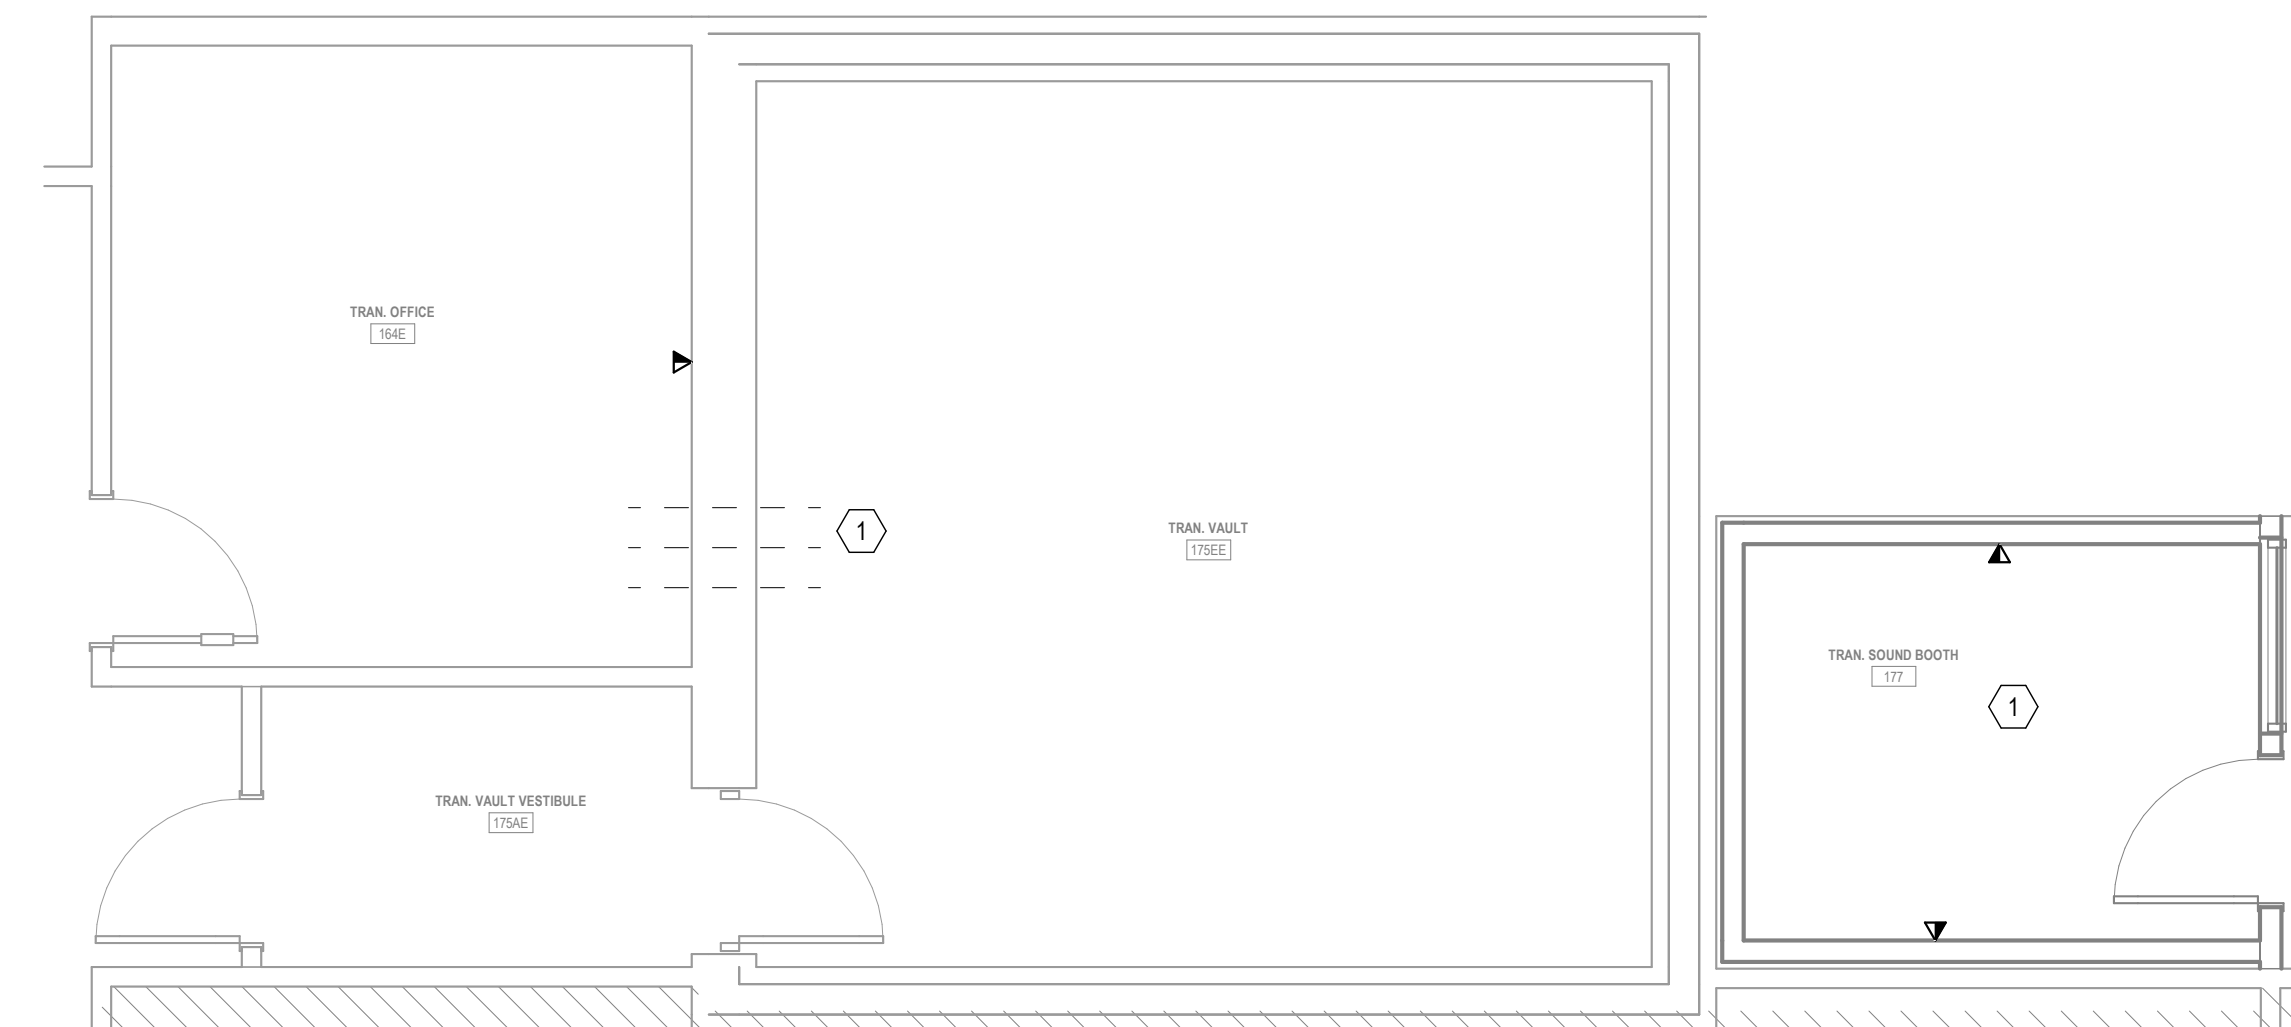 TRAN. OFFICE
164E
1
TRAN. VAULT
175EE
TRAN. SOUND BOOTH
177
1
TRAN. VAULT VESTIBULE
175AE